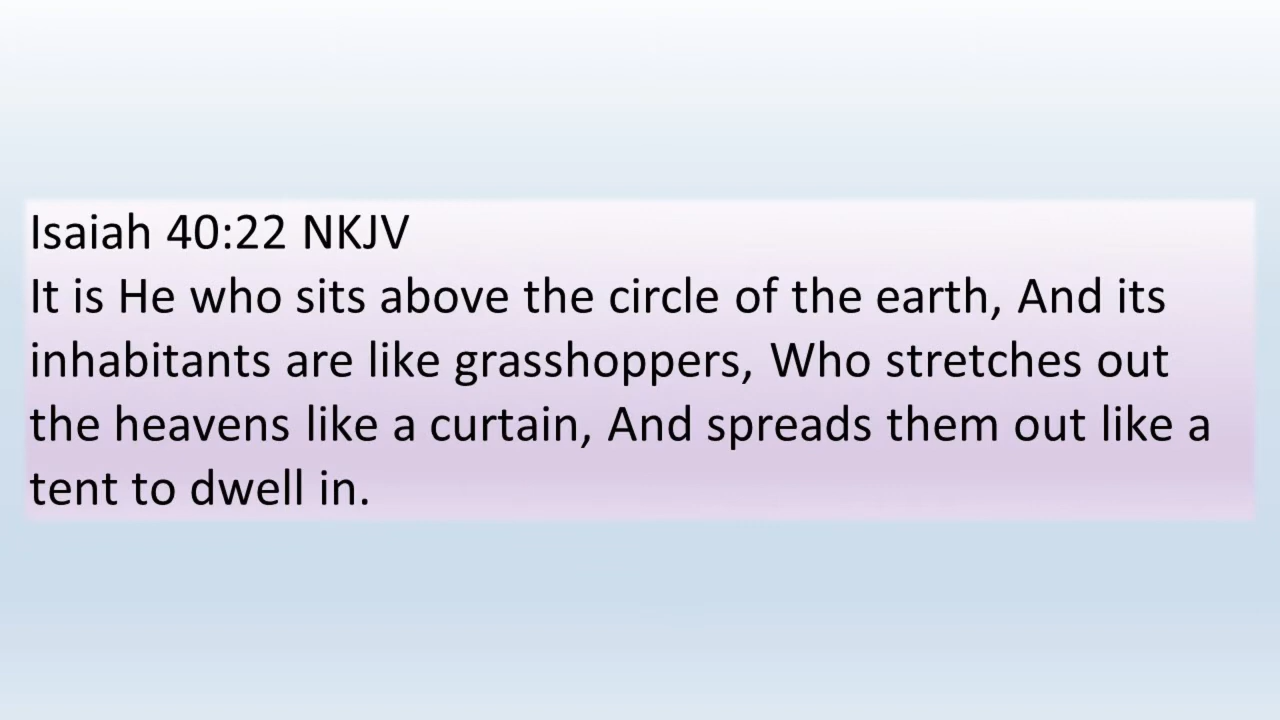 Isaiah 40:22 NKJV
It is He who sits above the circle of the earth, And its
inhabitants are like grasshoppers, Who stretches out
the heavens like a curtain, And spreads them out like a
tent to dwell in.